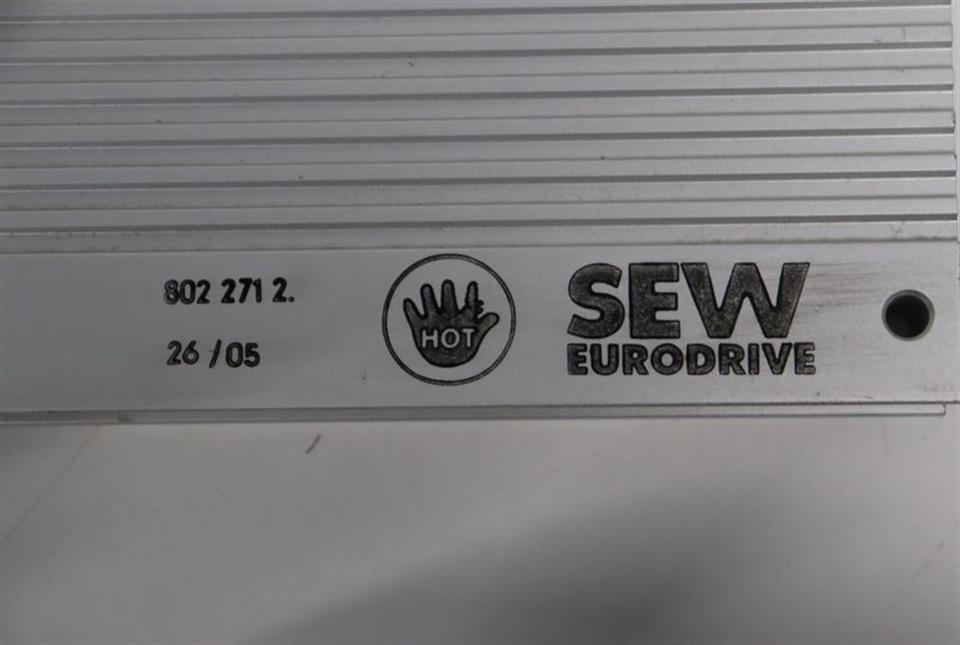 802 271 2.
26 / 05
HOT
SEW
EURODRIVE